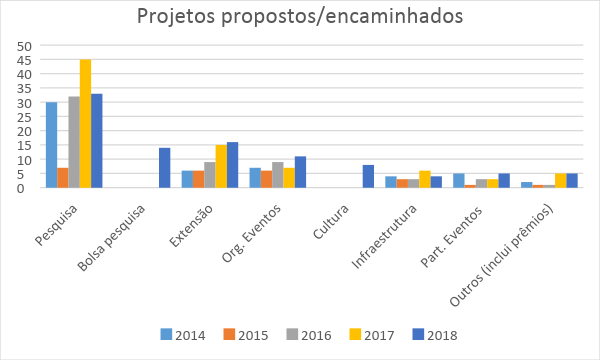 Projetos propostos/encaminhados
50
45
40
35
30
25
20
15
10
5
0
Pesquisa
Bolsa pesquisa
Extensão
Org. Eventos
Cultura
Infraestrutura
Part. Eventos
Outros (inclui prêmios)
2014 2015 2016 2017 2018